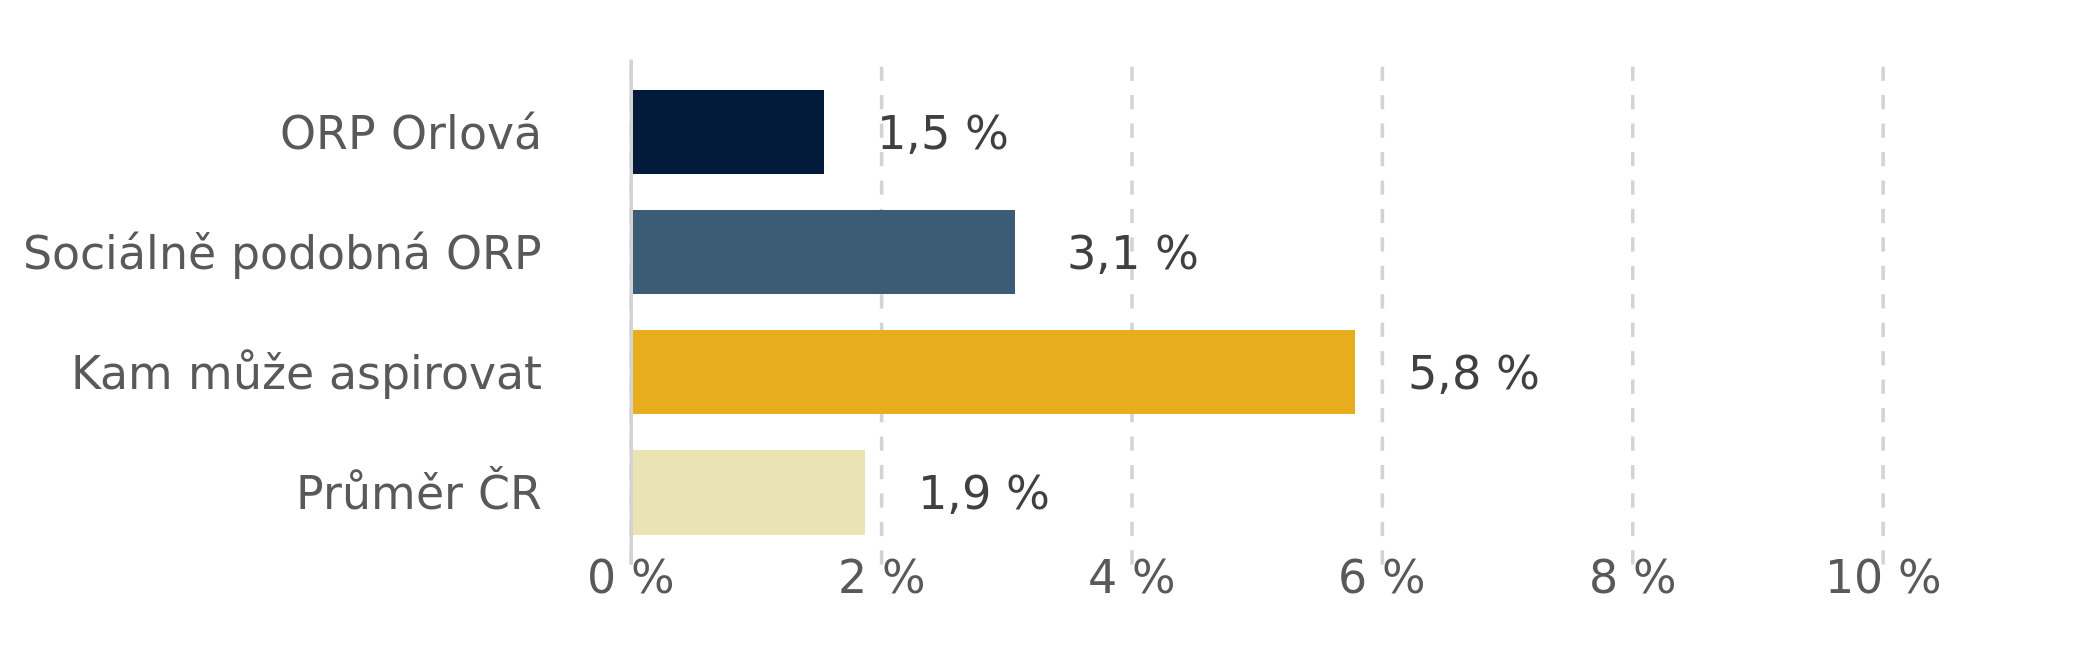 ORP Orlová 1,5 %
Sociálně podobná ORP 3,1 %
Kam může aspirovat 5,8 %
Průměr ČR 1,9 %
0 % 2 % 4 % 6 % 8 % 10 %